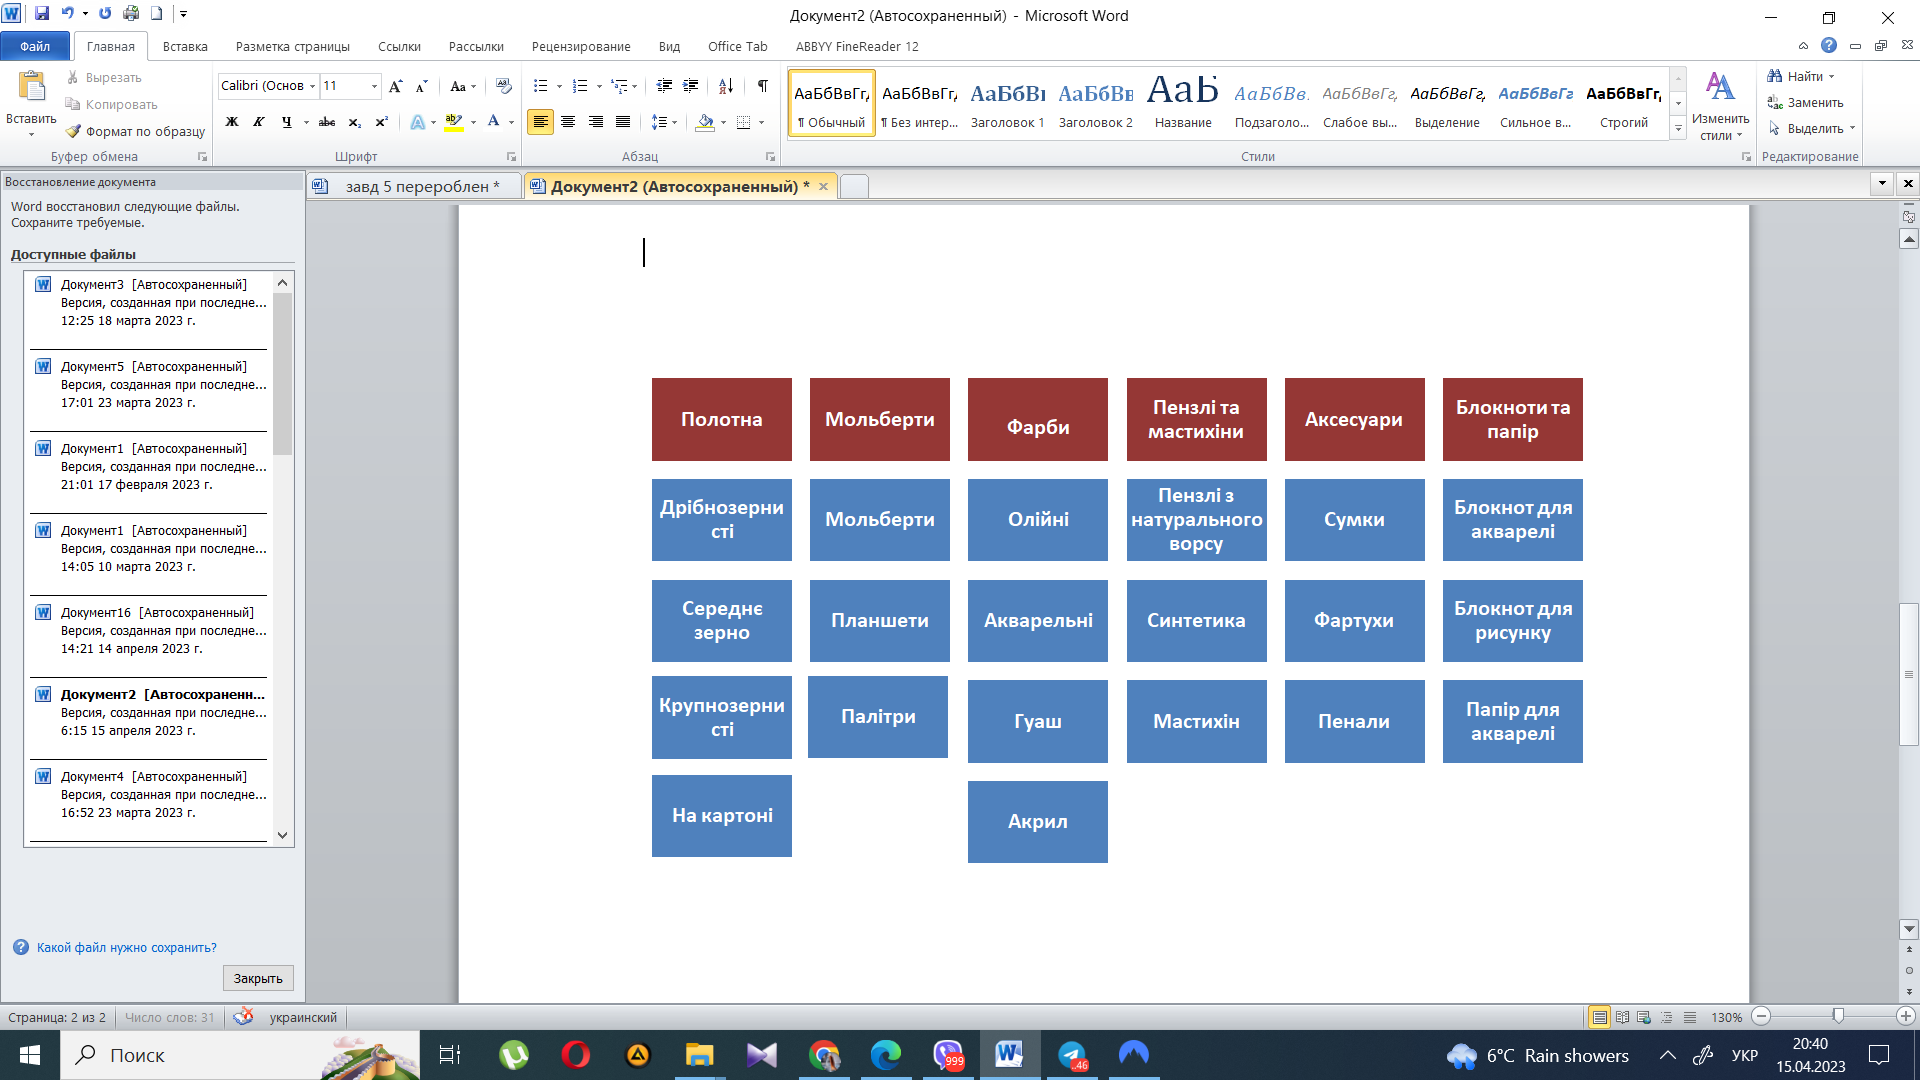 Документ2 (Автосохраненный) - Microsoft Word
Файл
Главная
Вставка
Разметка страницы
Ссылки
Рассылки
Рецензирование
Вид
Office Tab
ABBYY FineReader 12
Вставить
Вырезать
Копировать
Формат по образцу
Буфер обмена
Calibri (Основ
11
Ж К Ч abc x₂ x²
Шрифт
Абзац
АаБбВвГг,
¶ Обычный
АаБбВвГг,
¶ Без интер...
АаБбВі
Заголовок 1
АаБбВв
Заголовок 2
АаБ
Название
АаБбВв.
Подзаголо...
АаБбВвГг,
Слабое вы...
АаБбВвГг,
Выделение
АаБбВвГг
Сильное в...
АаБбВвГг,
Строгий
Изменить
стили
Стили
Найти
Заменить
Выделить
Редактирование
Восстановление документа
Word восстановил следующие файлы.
Сохраните требуемые.
Доступные файлы
Документ3 [Автосохраненный]
Версия, созданная при последне...
12:25 18 марта 2023 г.
Документ5 [Автосохраненный]
Версия, созданная при последне...
17:01 23 марта 2023 г.
Документ1 [Автосохраненный]
Версия, созданная при последне...
21:01 17 февраля 2023 г.
Документ1 [Автосохраненный]
Версия, созданная при последне...
14:05 10 марта 2023 г.
Документ16 [Автосохраненный]
Версия, созданная при последне...
14:21 14 апреля 2023 г.
Документ2 [Автосохраненн...
Версия, созданная при последне...
6:15 15 апреля 2023 г.
Документ4 [Автосохраненный]
Версия, созданная при последне...
16:52 23 марта 2023 г.
Какой файл нужно сохранить?
Закрыть
завд 5 перероблен *
Документ2 (Автосохраненный) *
Полотна
Мольберти
Фарби
Пензлі та
мастихіни
Аксесуари
Блокноти та
папір
Дрібнозерни
сті
Мольберти
Олійні
Пензлі з
натурального
ворсу
Сумки
Блокнот для
акварелі
Середнє
зерно
Планшети
Акварельні
Синтетика
Фартухи
Блокнот для
рисунку
Крупнозерни
сті
Палітри
Гуаш
Мастихін
Пенали
Папір для
акварелі
На картоні
Акрил
Страница: 2 из 2
Число слов: 31
украинский
130%
Поиск
999
46
6°C Rain showers
УКР
20:40
15.04.2023